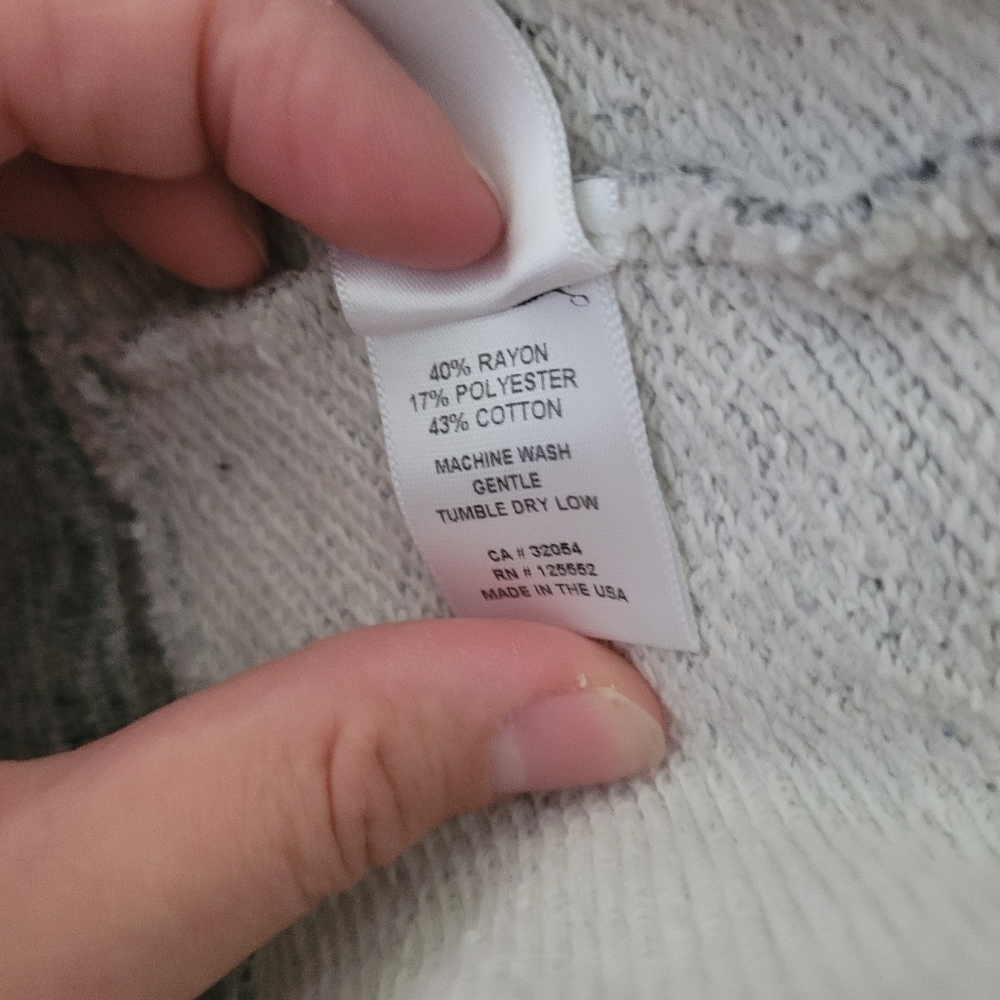 40% RAYON
17% POLYESTER
43% COTTON
MACHINE WASH
GENTLE
TUMBLE DRY LOW
CA # 32054
RN # 125552
MADE IN THE USA